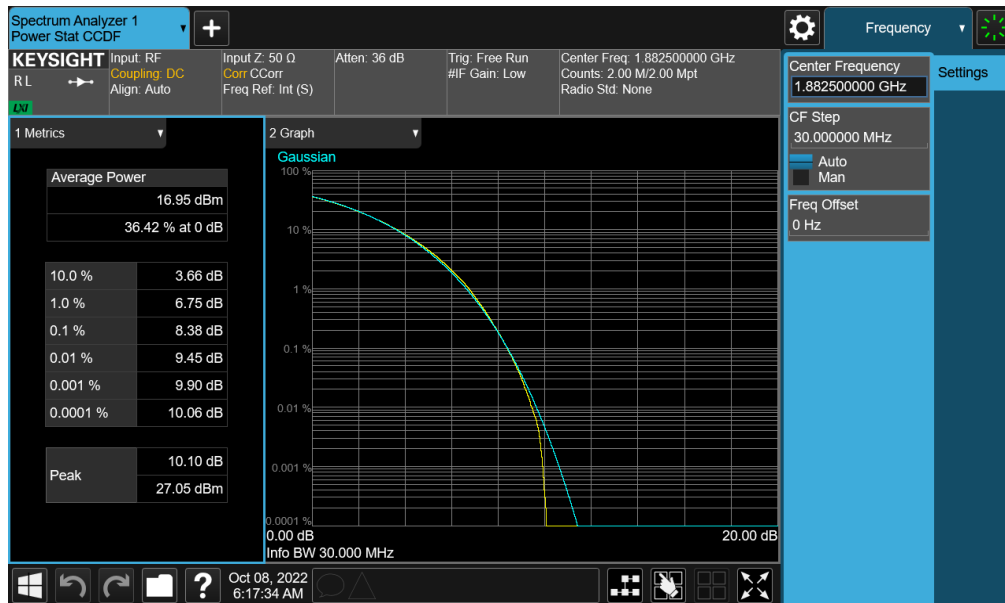 Spectrum Analyzer 1
Power Stat CCDF
Frequency
KEYSIGHT
R L
LXI
Input: RF
Coupling: DC
Align: Auto
Input Z: 50 Ω
Corr CCorr
Freq Ref: Int (S)
Atten: 36 dB
Trig: Free Run
#IF Gain: Low
Center Freq: 1.882500000 GHz
Counts: 2.00 M/2.00 Mpt
Radio Std: None
Center Frequency
1.882500000 GHz
Settings
CF Step
30.000000 MHz
Auto
Man
Freq Offset
0 Hz
1 Metrics
Average Power
16.95 dBm
36.42 % at 0 dB
10.0 % 3.66 dB
1.0 % 6.75 dB
0.1 % 8.38 dB
0.01 % 9.45 dB
0.001 % 9.90 dB
0.0001 % 10.06 dB
Peak
10.10 dB
27.05 dBm
2 Graph
Gaussian
100 %
10 %
1 %
0.1 %
0.01 %
0.001 %
0.0001 %
0.00 dB 20.00 dB
Info BW 30.000 MHz
?
Oct 08, 2022
6:17:34 AM